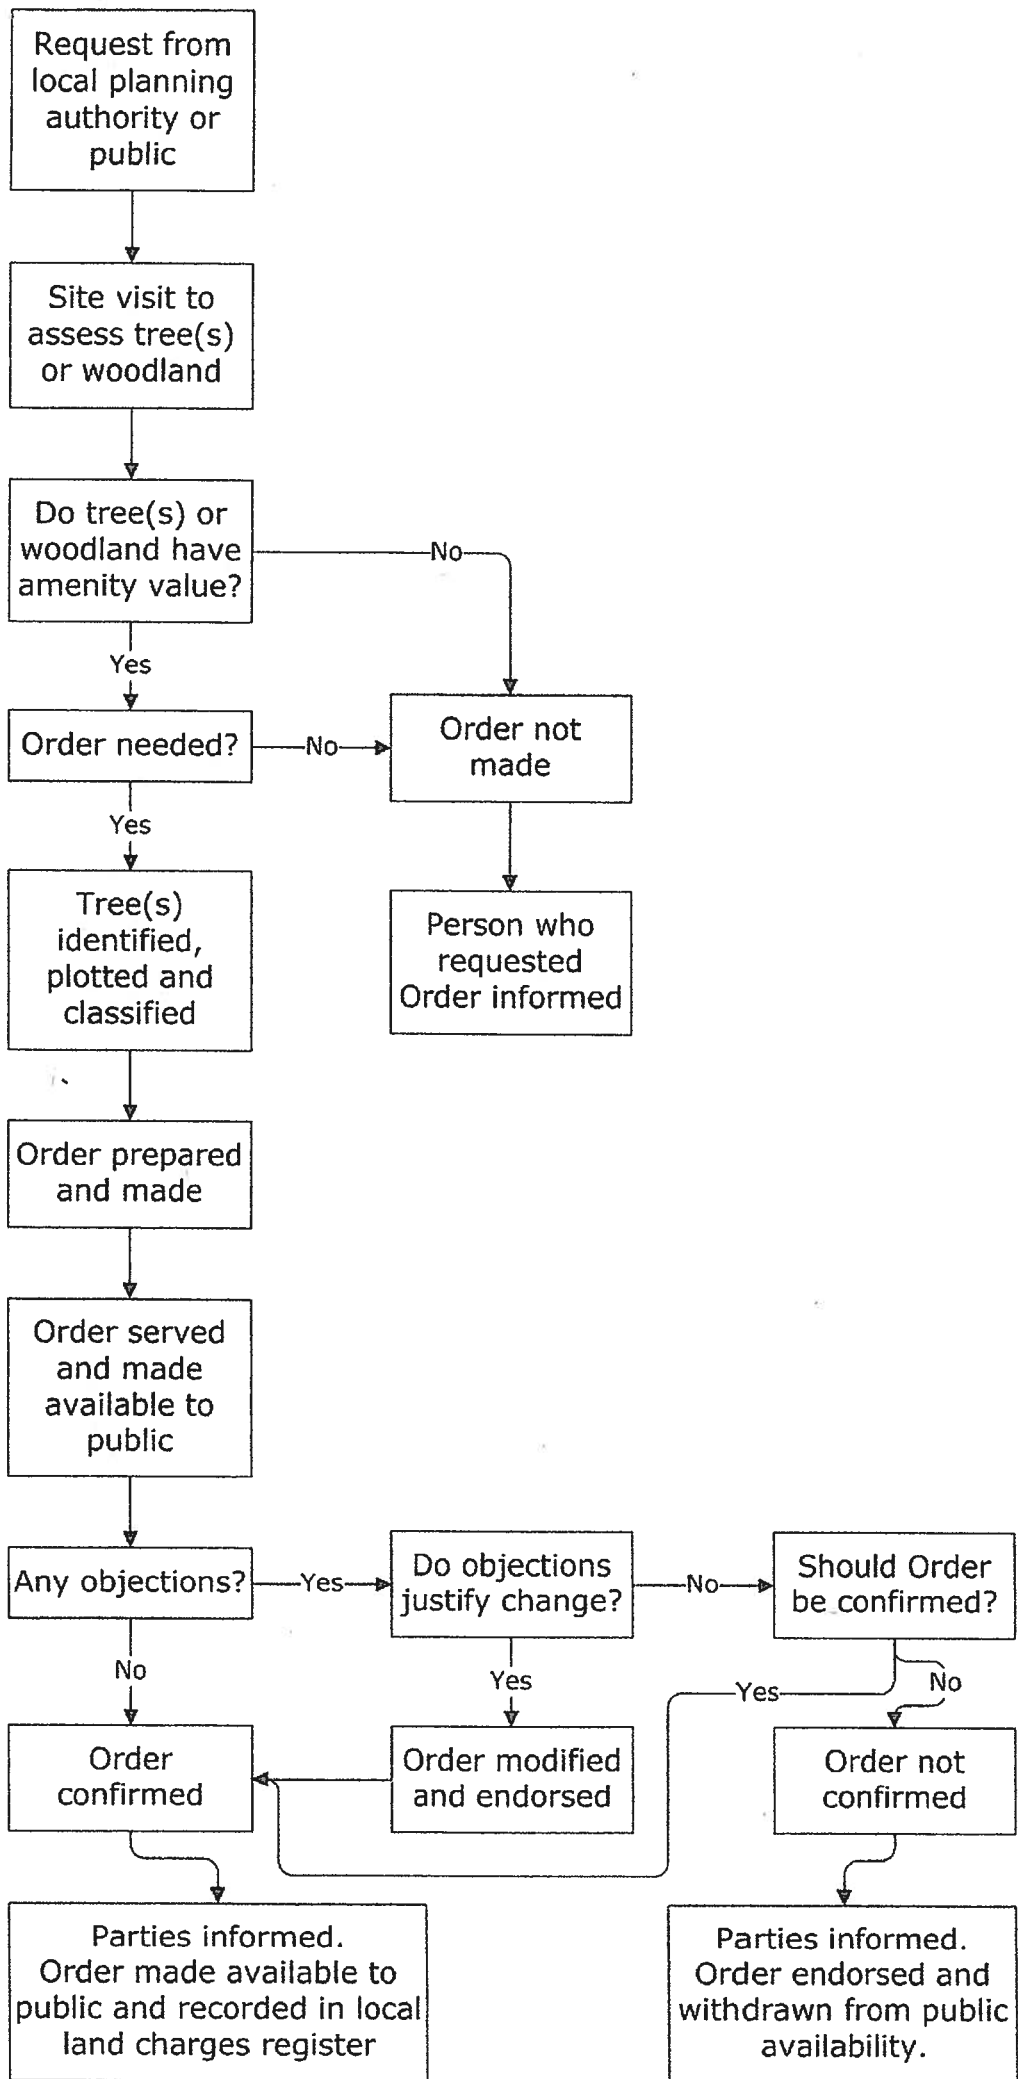 Request from
local planning
authority or
public
Site visit to
assess tree(s)
or woodland
Do tree(s) or
woodland have
amenity value?
No
Yes
Order needed?
No
Order not
made
Yes
Tree(s)
identified,
plotted and
classified
Person who
requested
Order informed
Order prepared
and made
Order served
and made
available to
public
Any objections?
Yes
Do objections
justify change?
No
Should Order
be confirmed?
No
Yes
Yes
No
Order
confirmed
Order modified
and endorsed
Order not
confirmed
Parties informed.
Order made available to
public and recorded in local
land charges register
Parties informed.
Order endorsed and
withdrawn from public
availability.